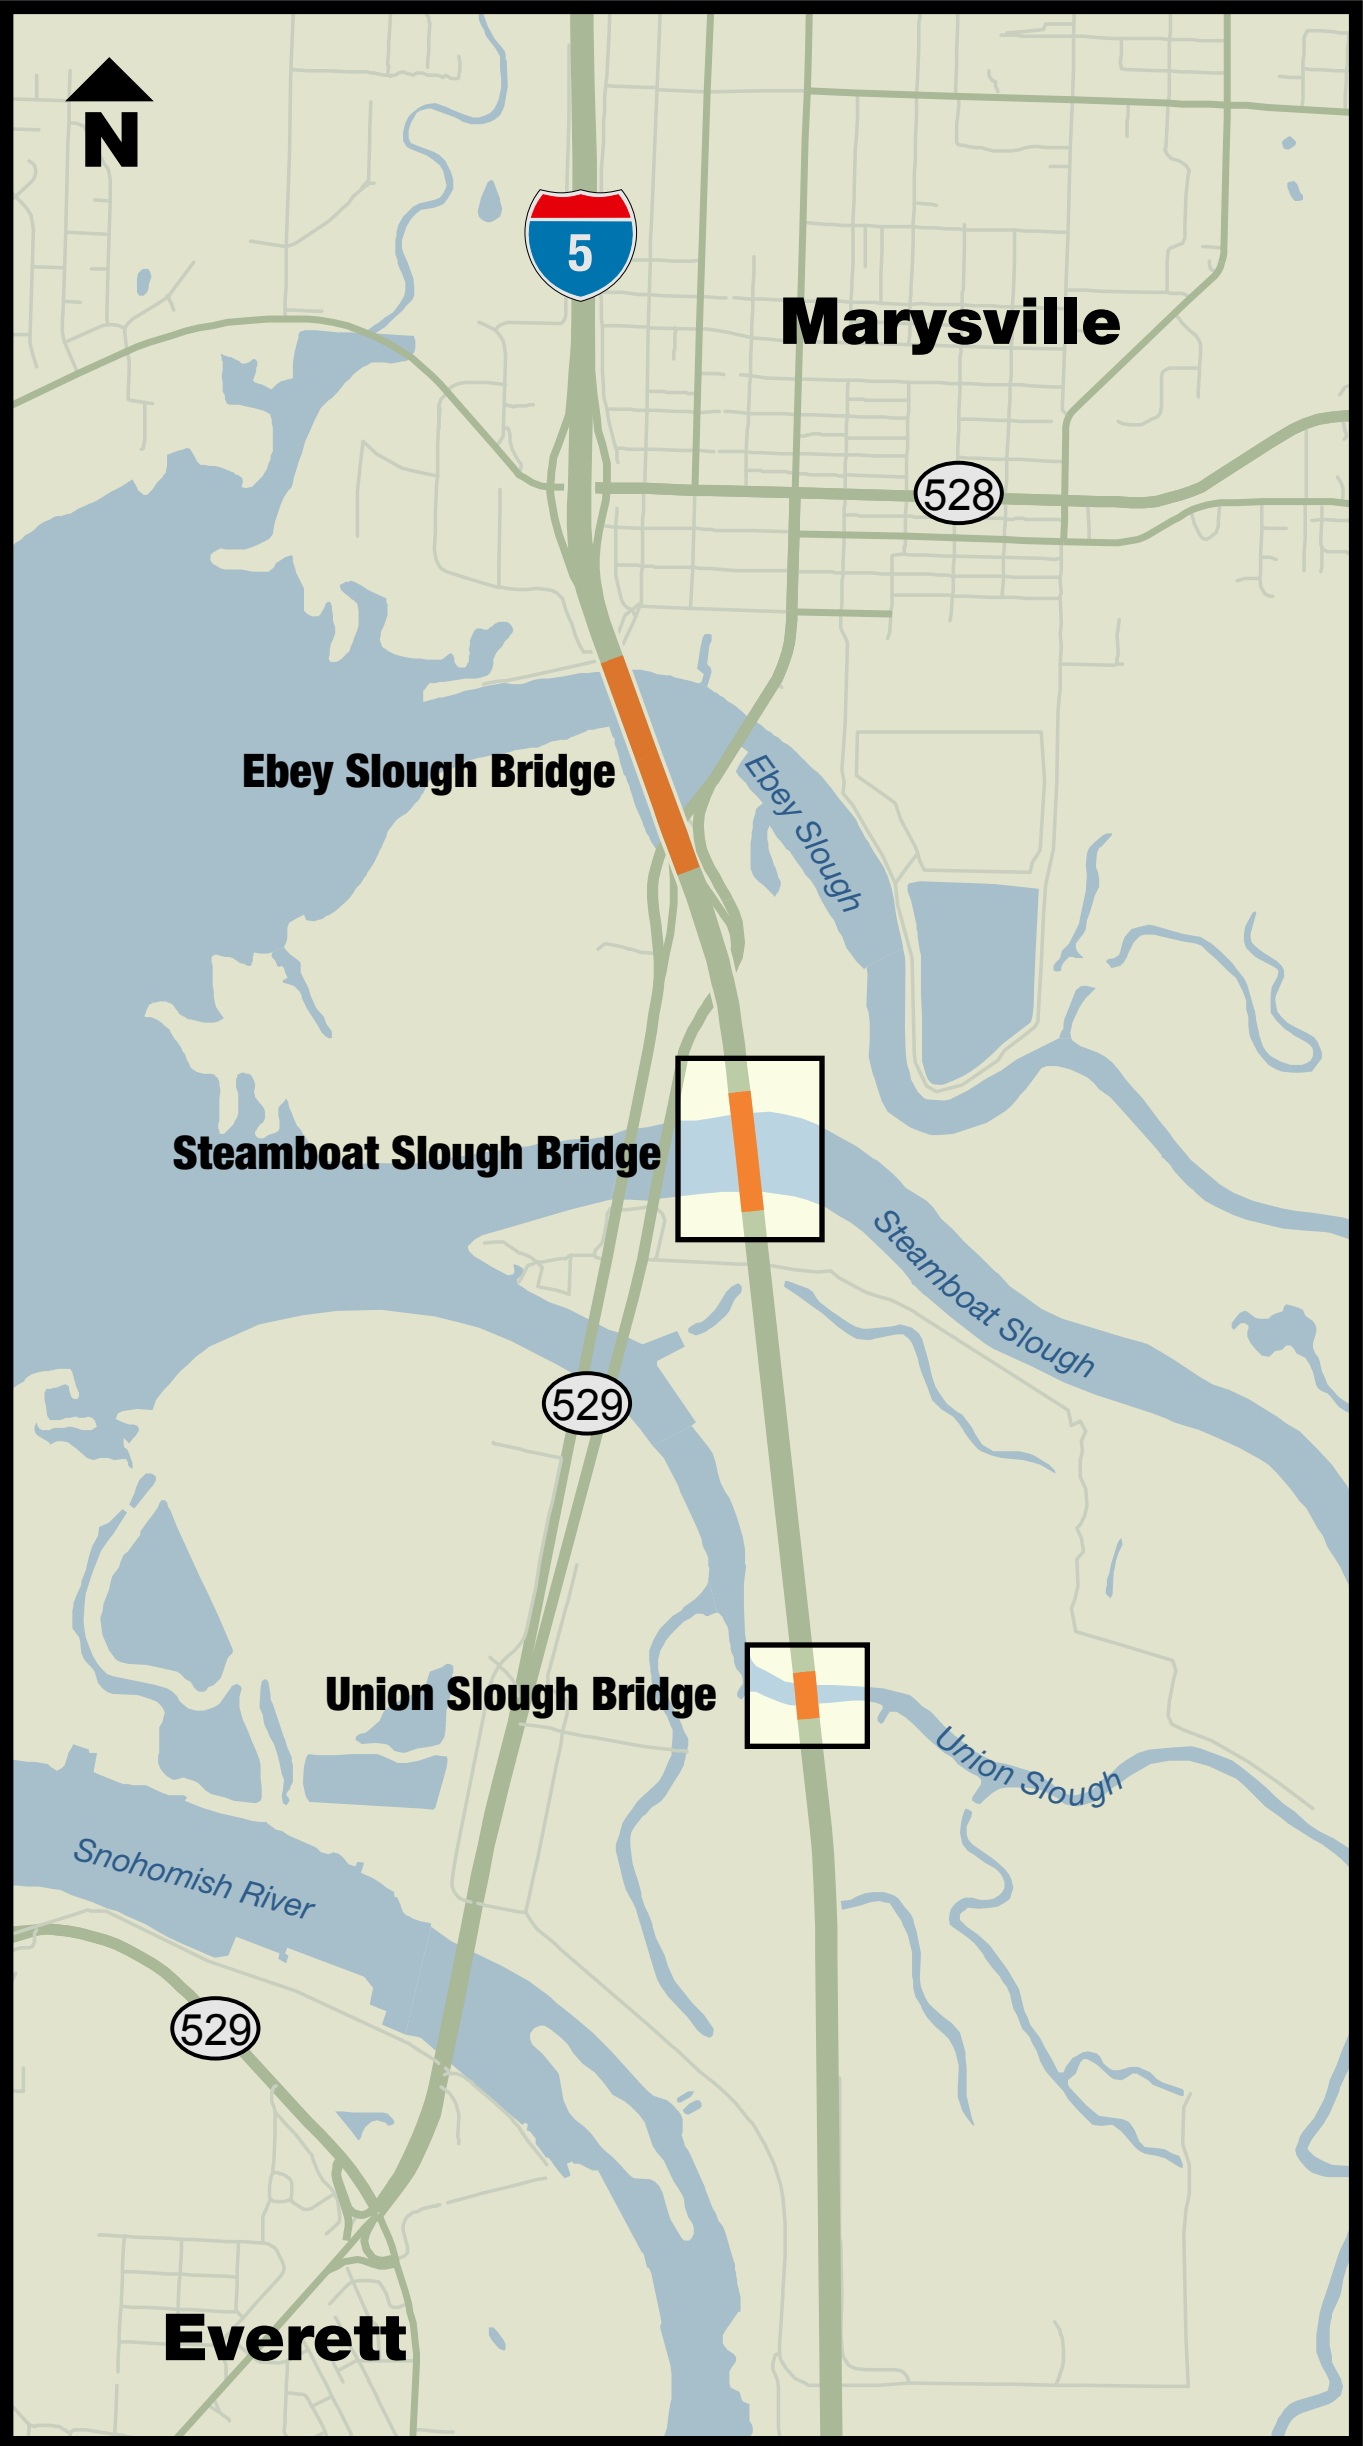 N
5
Marysville
528
Ebey Slough Bridge
Ebey Slough
Steamboat Slough Bridge
Steamboat Slough
529
Union Slough Bridge
Union Slough
Snohomish River
529
Everett